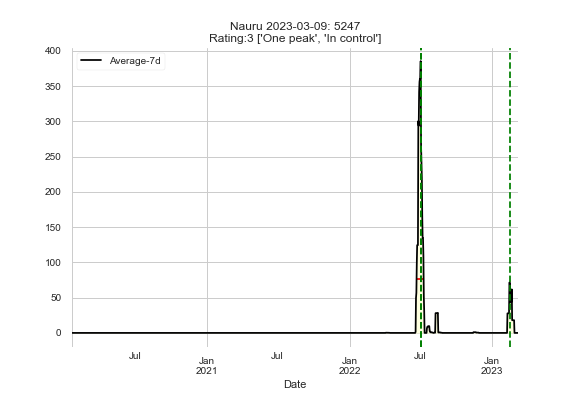 Nauru 2023-03-09: 5247
Rating:3 ['One peak', 'In control']
Average-7d
400
350
300
250
200
150
100
50
0
Jul
Jan
2021
Jul
Jan
2022
Jul
Jan
2023
Date